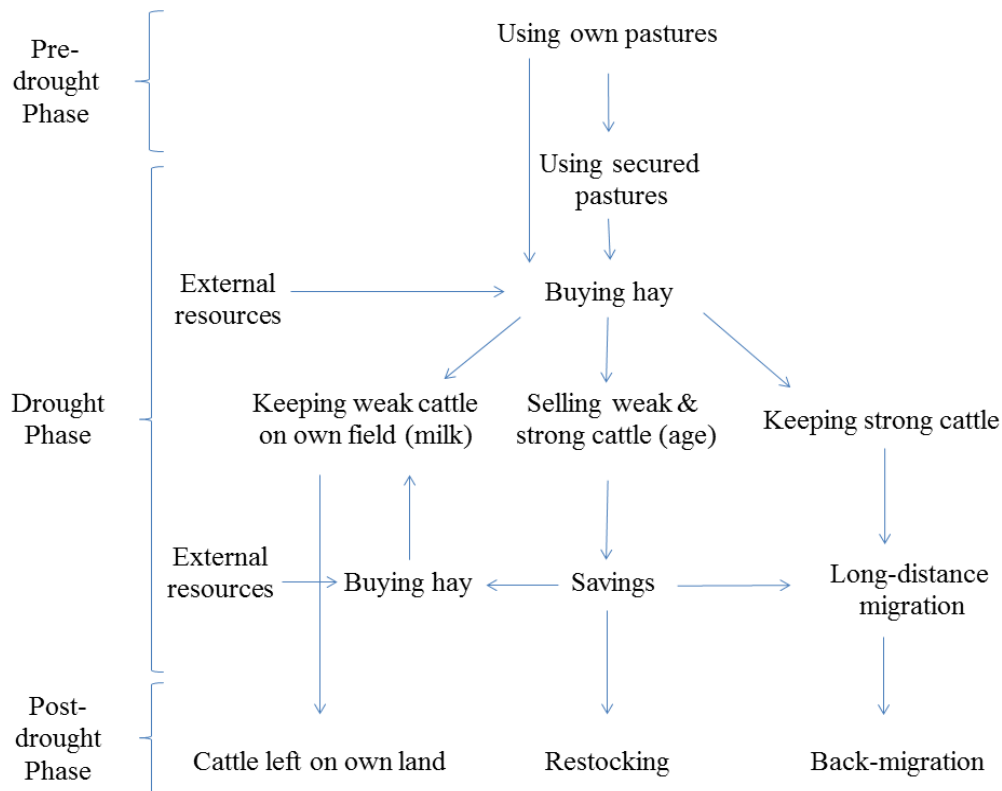 Using own pastures
Pre-
drought
Phase
Using secured
pastures
External
resources
Buying hay
Drought
Phase
Keeping weak cattle
on own field (milk)
Selling weak &
strong cattle (age)
Keeping strong cattle
External
resources
Buying hay
Savings
Long-distance
migration
Post-
drought
Phase
Cattle left on own land
Restocking
Back-migration